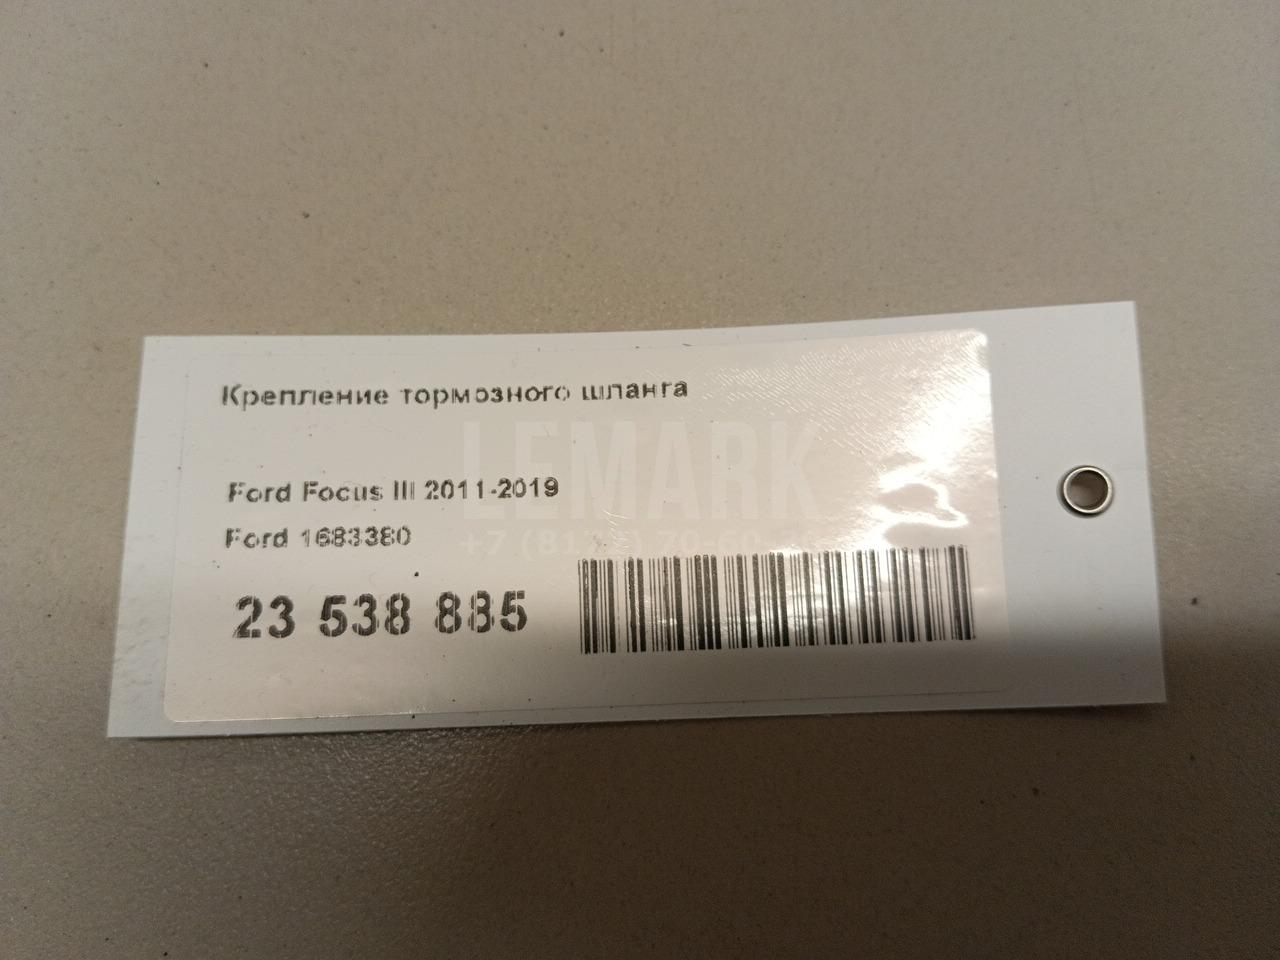 Крепление тормозного шланга
LEMARK
Ford Focus III 2011-2019
Ford 1683380
23 538 885